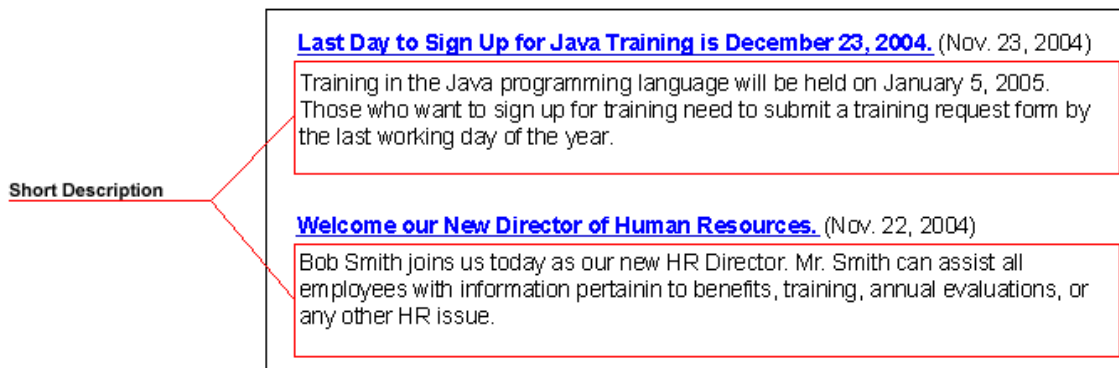 Last Day to Sign Up for Java Training is December 23, 2004. (Nov. 23, 2004)
Training in the Java programming language will be held on January 5, 2005.
Those who want to sign up for training need to submit a training request form by
the last working day of the year.
Short Description
Welcome our New Director of Human Resources. (Nov. 22, 2004)
Bob Smith joins us today as our new HR Director. Mr. Smith can assist all
employees with information pertainin to benefits, training, annual evaluations, or
any other HR issue.